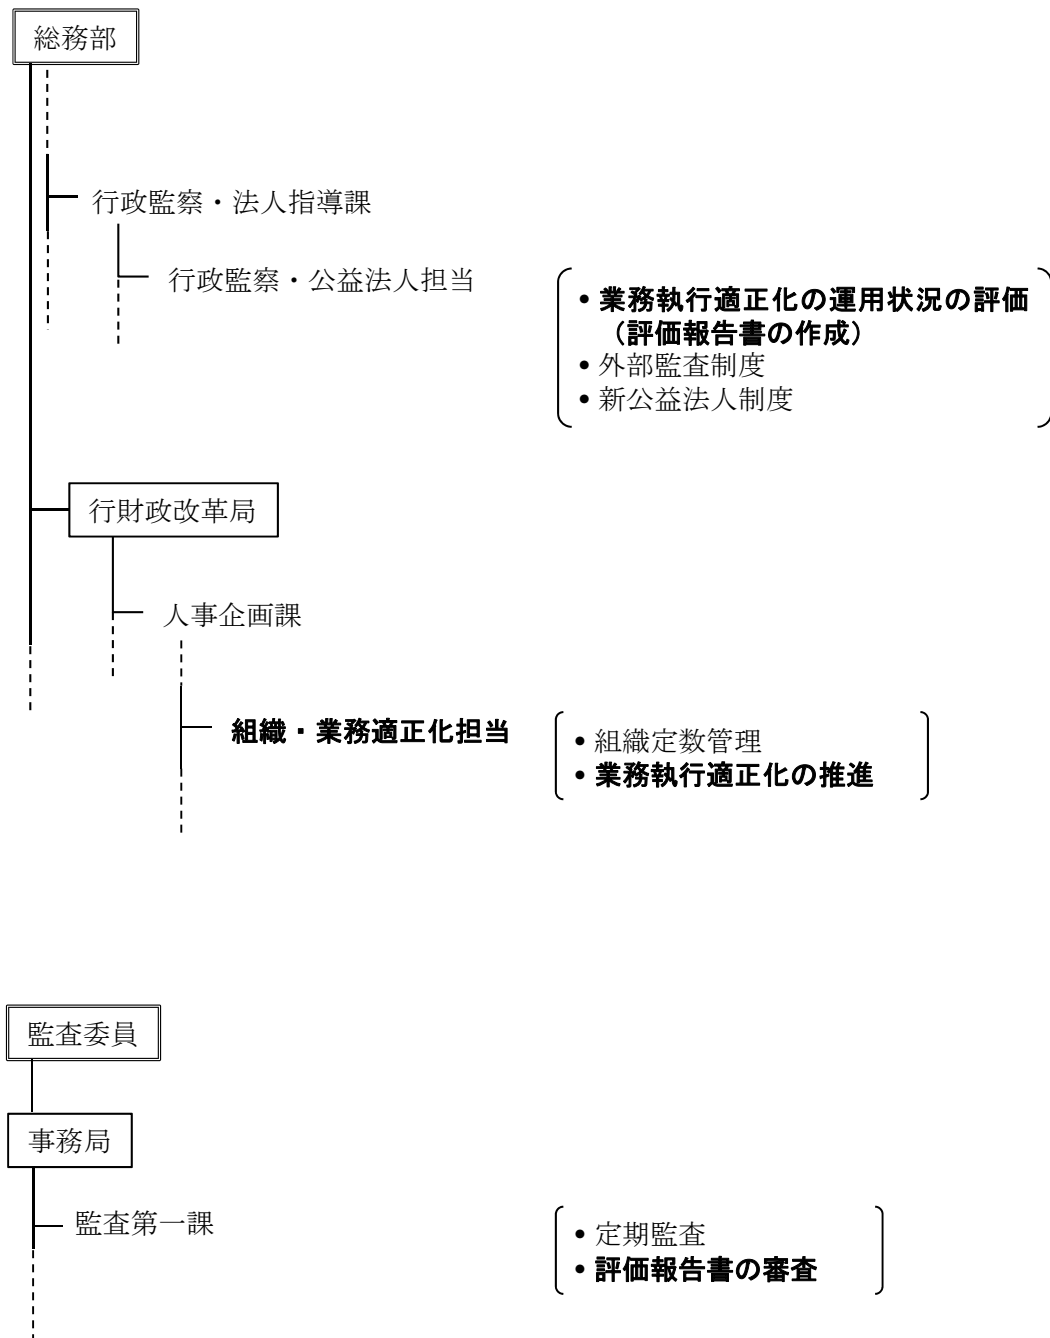 総務部
行政監察・法人指導課
行政監察・公益法人担当
•業務執行適正化の運用状況の評価
（評価報告書の作成）
•外部監査制度
•新公益法人制度
行財政改革局
人事企画課
組織・業務適正化担当
•組織定数管理
•業務執行適正化の推進
監査委員
事務局
監査第一課
•定期監査
•評価報告書の審査